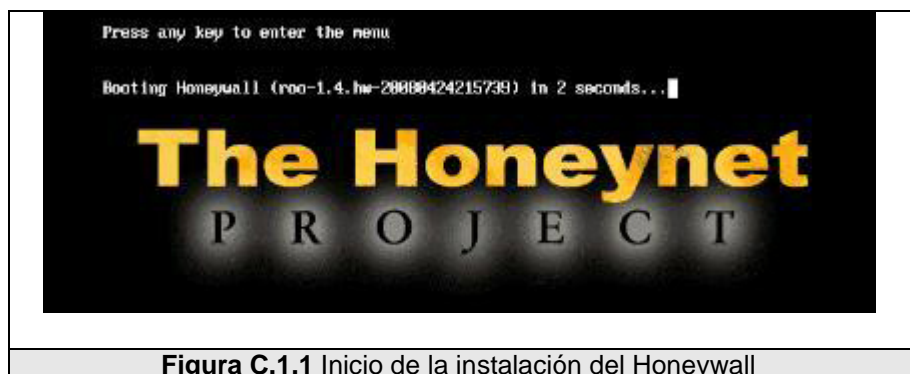 Press any key to enter the menu
Booting Honeywall (roo-1.4.hw-20080424215739) in 2 seconds...
The Honeynet
PROJECT
Figura C.1.1 Inicio de la instalación del Honeywall